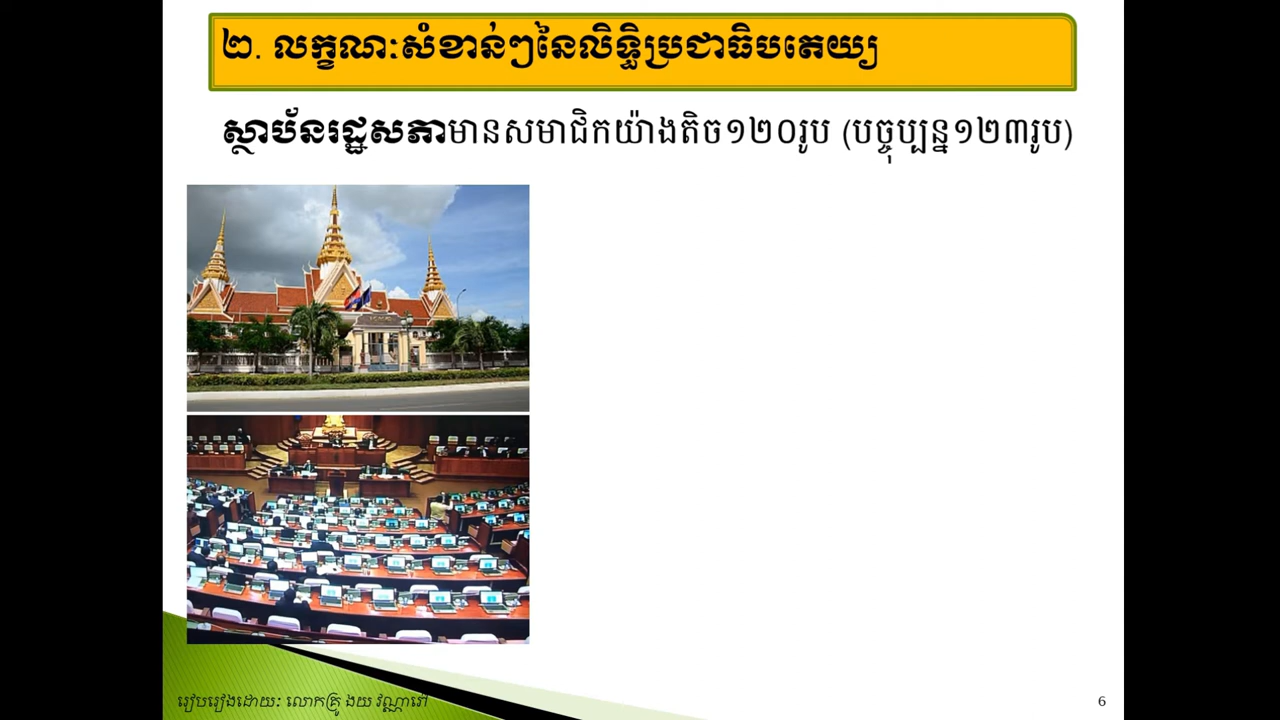 ២. លក្ខណៈសំខាន់ៗនៃលិទ្ធិប្រជាធិបតេយ្យ
ស្ថាប័នរដ្ឋសភាមានសមាជិកយ៉ាងតិច១២០រូប (បច្ចុប្បន្ន១២៣រូប)
រៀបរៀងដោយ: លោកគ្រូ ងយ វណ្ណាវៅ
6